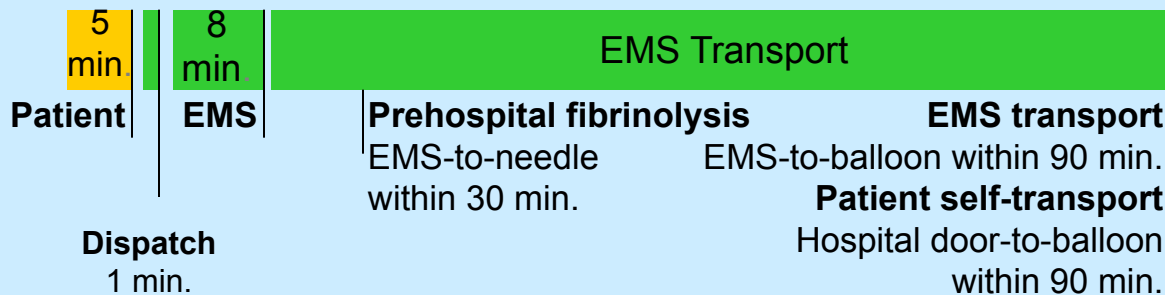 5
min.
8
min.
EMS Transport
Patient
EMS
Dispatch
1 min.
Prehospital fibrinolysis
EMS-to-needle
within 30 min.
EMS transport
EMS-to-balloon within 90 min.
Patient self-transport
Hospital door-to-balloon
within 90 min.